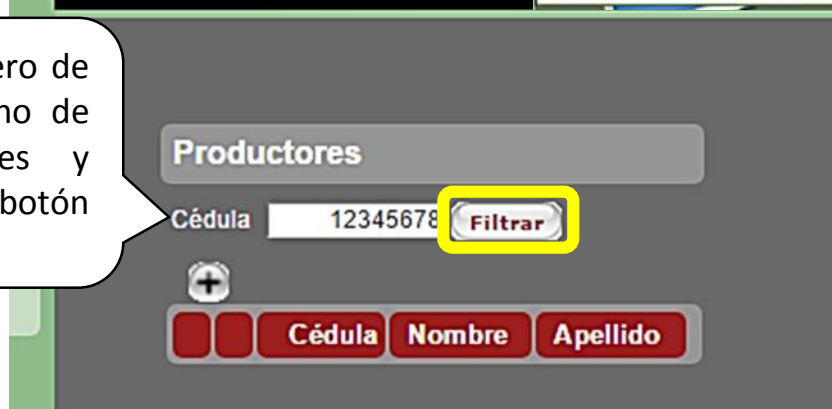 ero de
no de
es y
botón
Productores
Cédula 12345678 Filtrar
+
Cédula Nombre Apellido